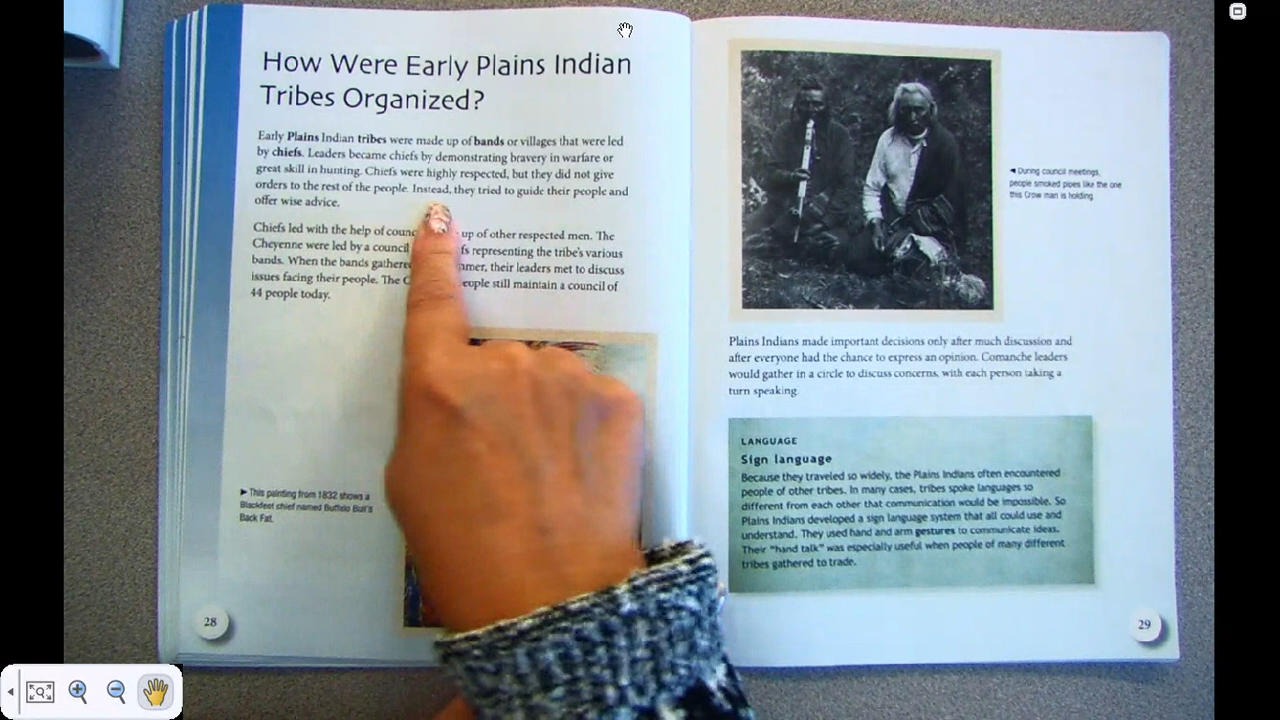 How Were Early Plains Indian
Tribes Organized?
Early Plains Indian tribes were made up of bands or villages that were led
by chiefs. Leaders became chiefs by demonstrating bravery in warfare or
great skill in hunting. Chiefs were highly respected, but they did not give
orders to the rest of the people. Instead, they tried to guide their people and
offer wise advice.
Chiefs led with the help of up of other respected men. The
Cheyenne were led by a council representing the tribe's various
bands. When the bands their leaders met to discuss
issues facing their people. The still maintain a council of
44 people today.
►This painting from 1832 shows a
Blackfeet chief named Buffalo Bull's
Back Fat.
28
◄During council meetings,
people smoked pipes like the one
this Crow man is holding.
Plains Indians made important decisions only after much discussion and
after everyone had the chance to express an opinion. Comanche leaders
would gather in a circle to discuss concerns, with each person taking a
turn speaking.
LANGUAGE
Sign language
Because they traveled so widely, the Plains Indians often encountered
people of other tribes. In many cases, tribes spoke languages so
different from each other that communication would be impossible. So
Plains Indians developed a sign language system that all could use and
understand. They used hand and arm gestures to communicate ideas.
Their "hand talk" was especially useful when people of many different
tribes gathered to trade.
29